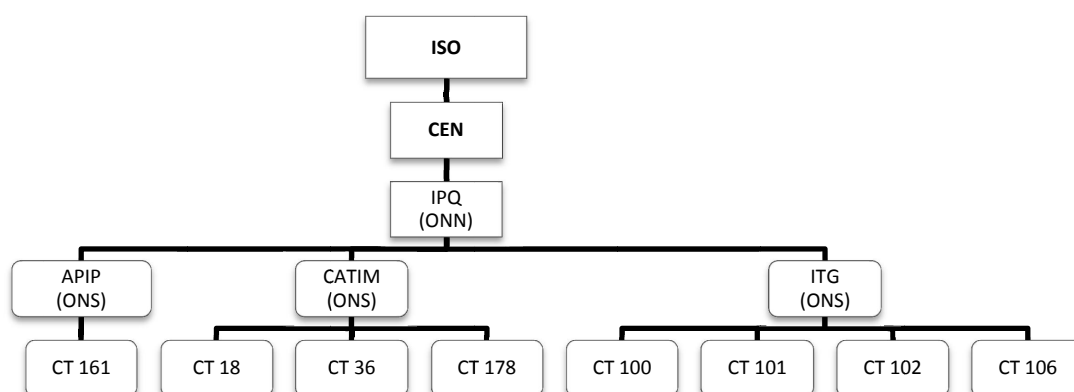 ISO
CEN
IPQ
(ONN)
APIP
(ONS)
CATIM
(ONS)
ITG
(ONS)
CT 161
CT 18
CT 36
CT 178
CT 100
CT 101
CT 102
CT 106